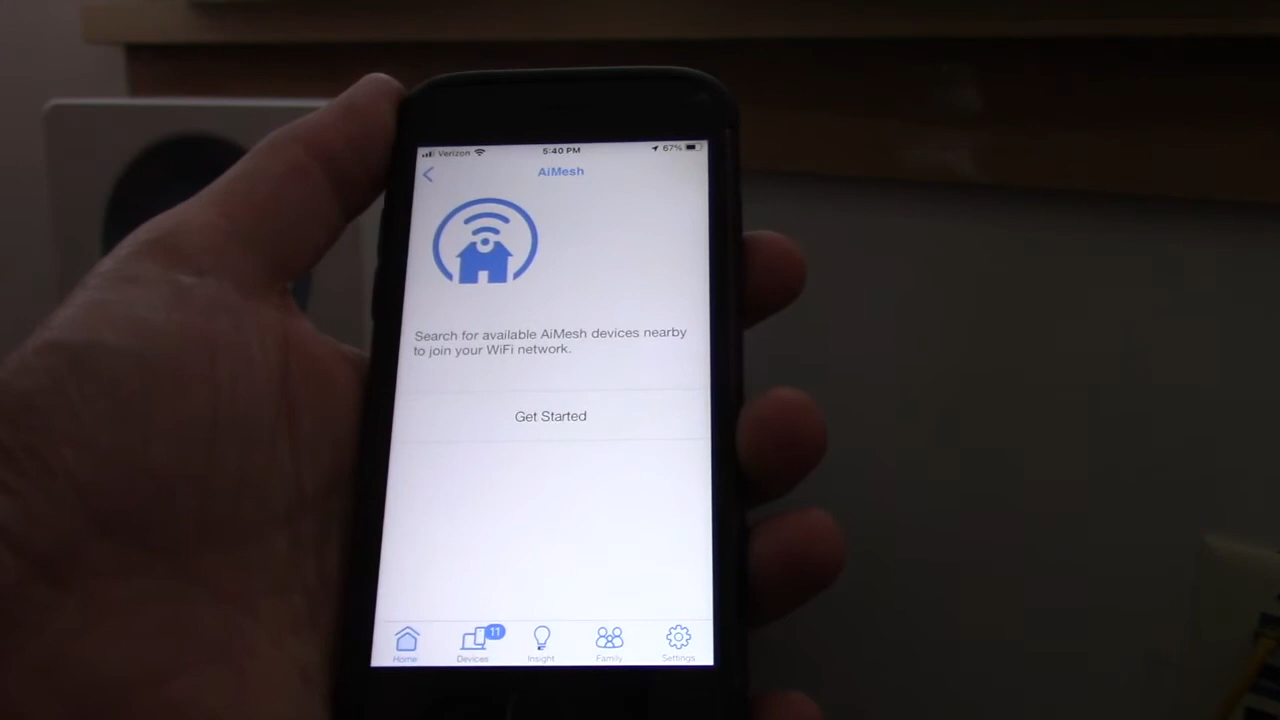 Verizon 5:40 PM 67%
AiMesh
Search for available AiMesh devices nearby
to join your WiFi network.
Get Started
11
Home Devices Insight Family Settings